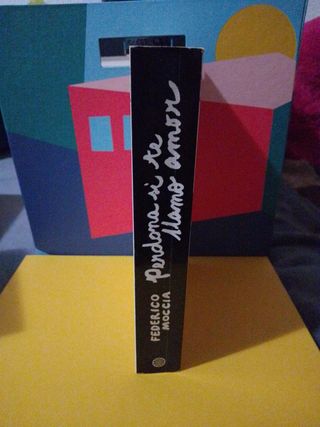 FEDERICO
MOCCIA
Perdona si te
llamo amor